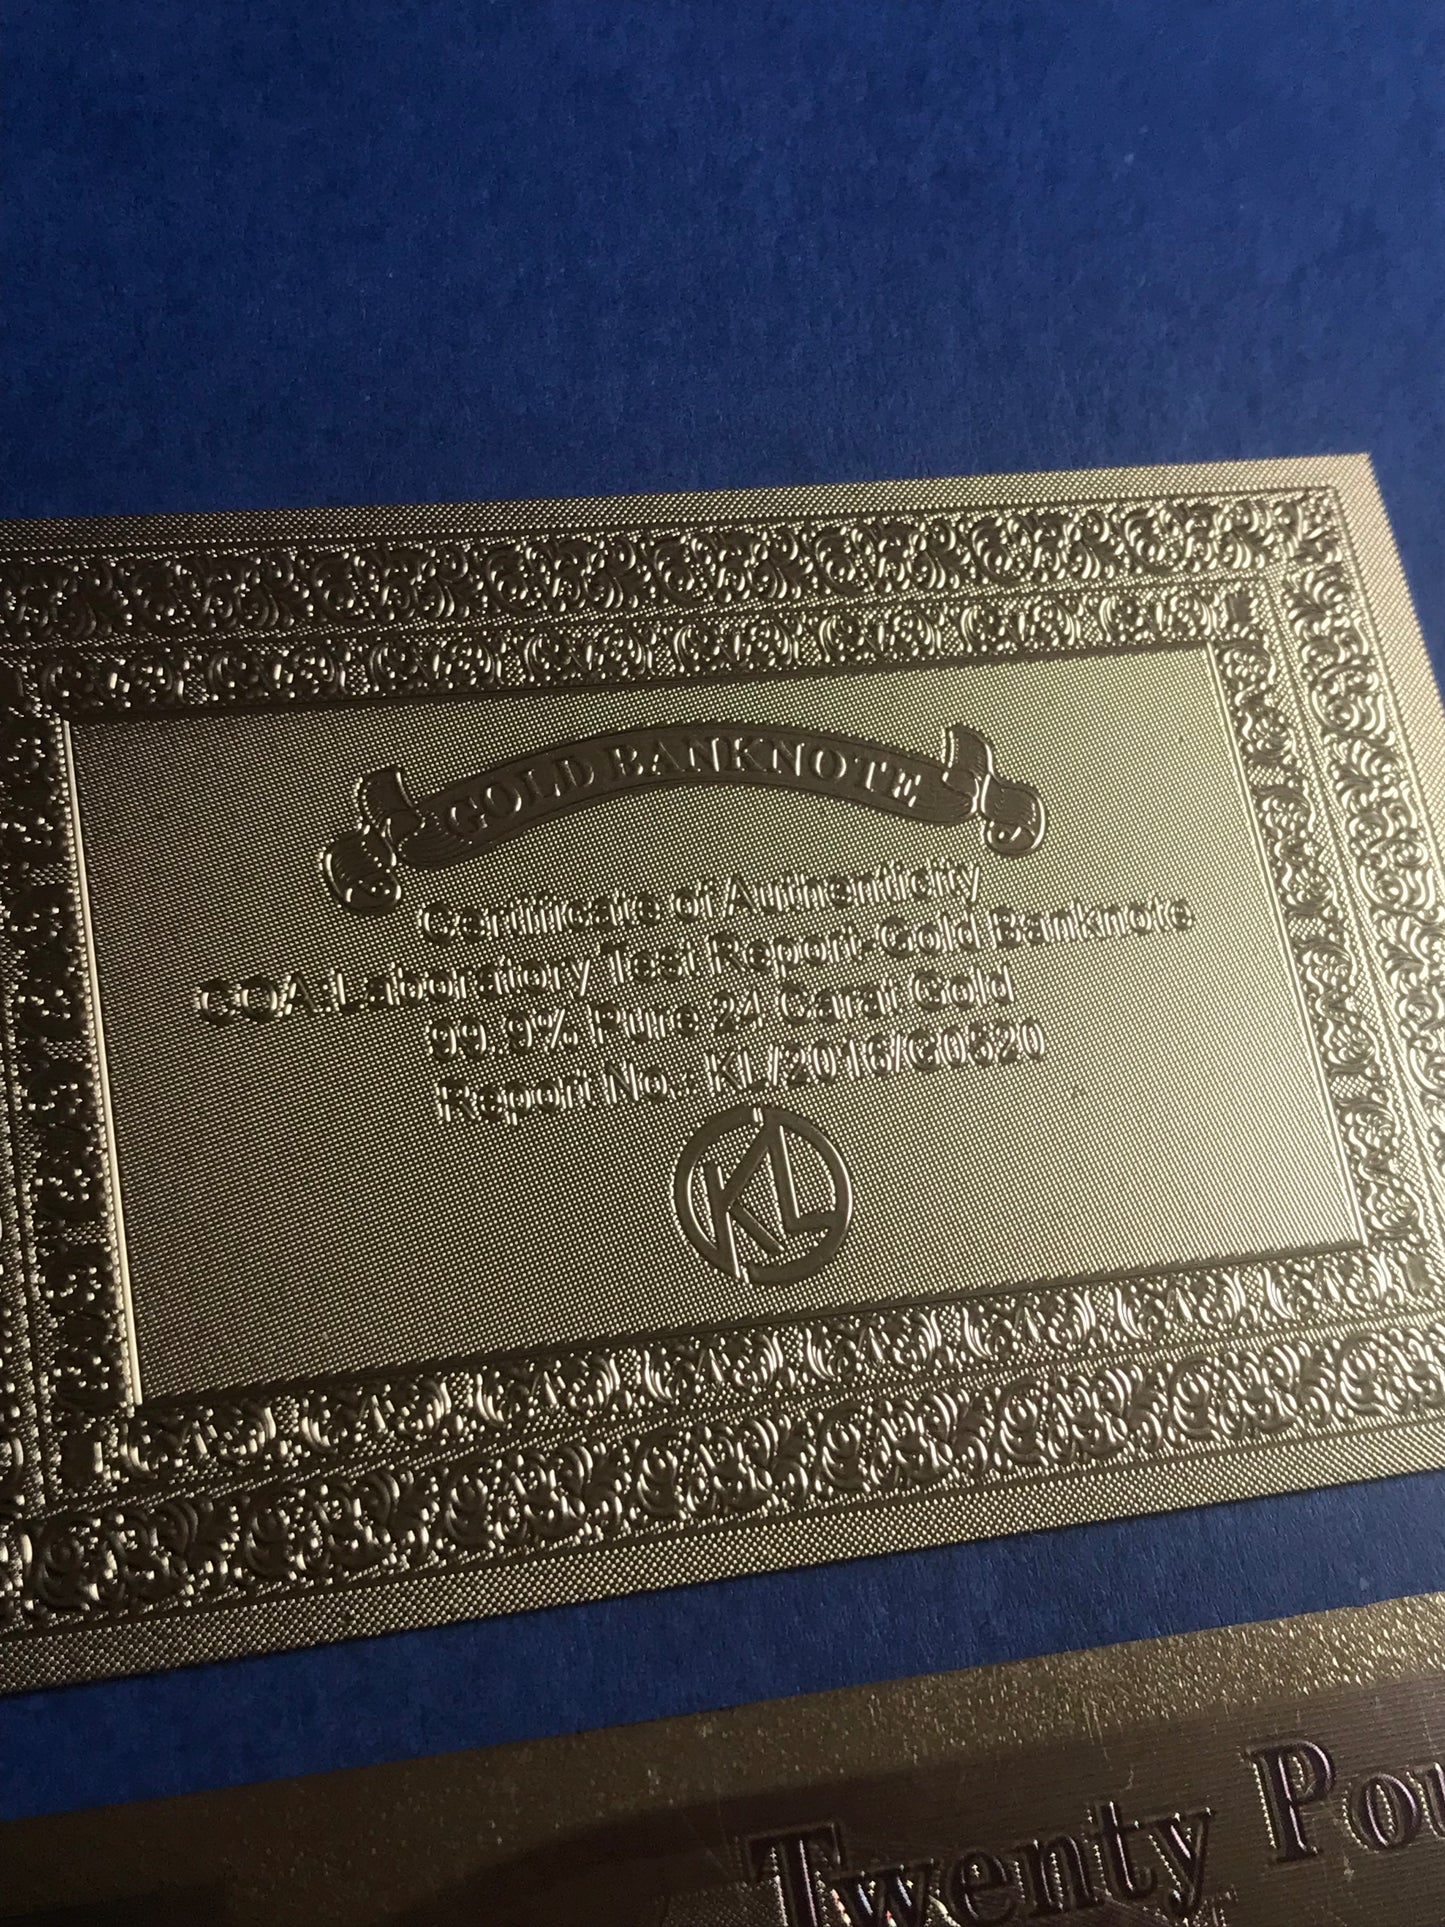 GOLD BANKNOTE
Certificate of Authenticity
COA:Laboratory Test Report-Gold Banknote
99.9% Pure 24 Carat Gold
Report No.: KL/2016/G0520
KL
Twenty Pou